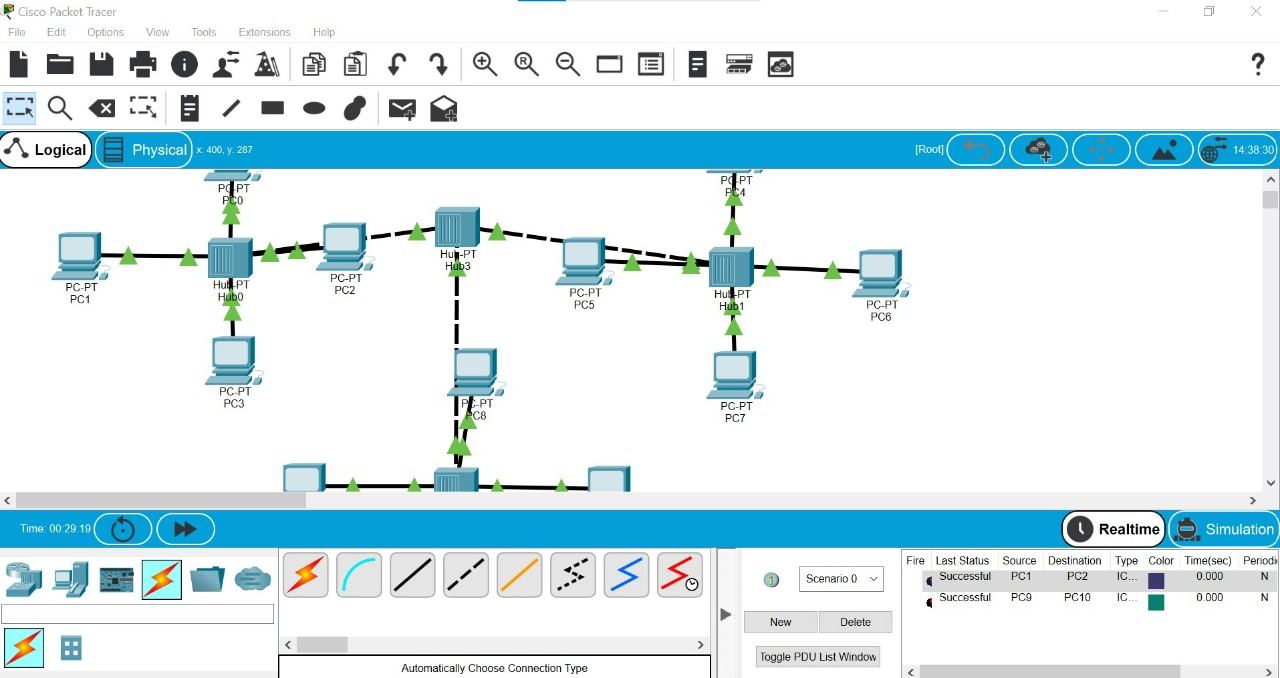 Cisco Packet Tracer
File Edit Options View Tools Extensions Help
R
?
Logical Physical x: 400, y: 287 [Root] 14:38:30
PC-PT
PC0
PC-PT
PC4
PC-PT
PC1
Hub-PT
Hub0
PC-PT
PC2
Hub-PT
Hub3
PC-PT
PC5
Hub-PT
Hub1
PC-PT
PC6
PC-PT
PC3
PC-PT
PC8
PC-PT
PC7
Time: 00:29:19 Realtime Simulation
1
Scenario 0
New Delete
Toggle PDU List Window
Fire Last Status Source Destination Type Color Time(sec) Periodi
Successful PC1 PC2 IC... 0.000 N
Successful PC9 PC10 IC... 0.000 N
Automatically Choose Connection Type